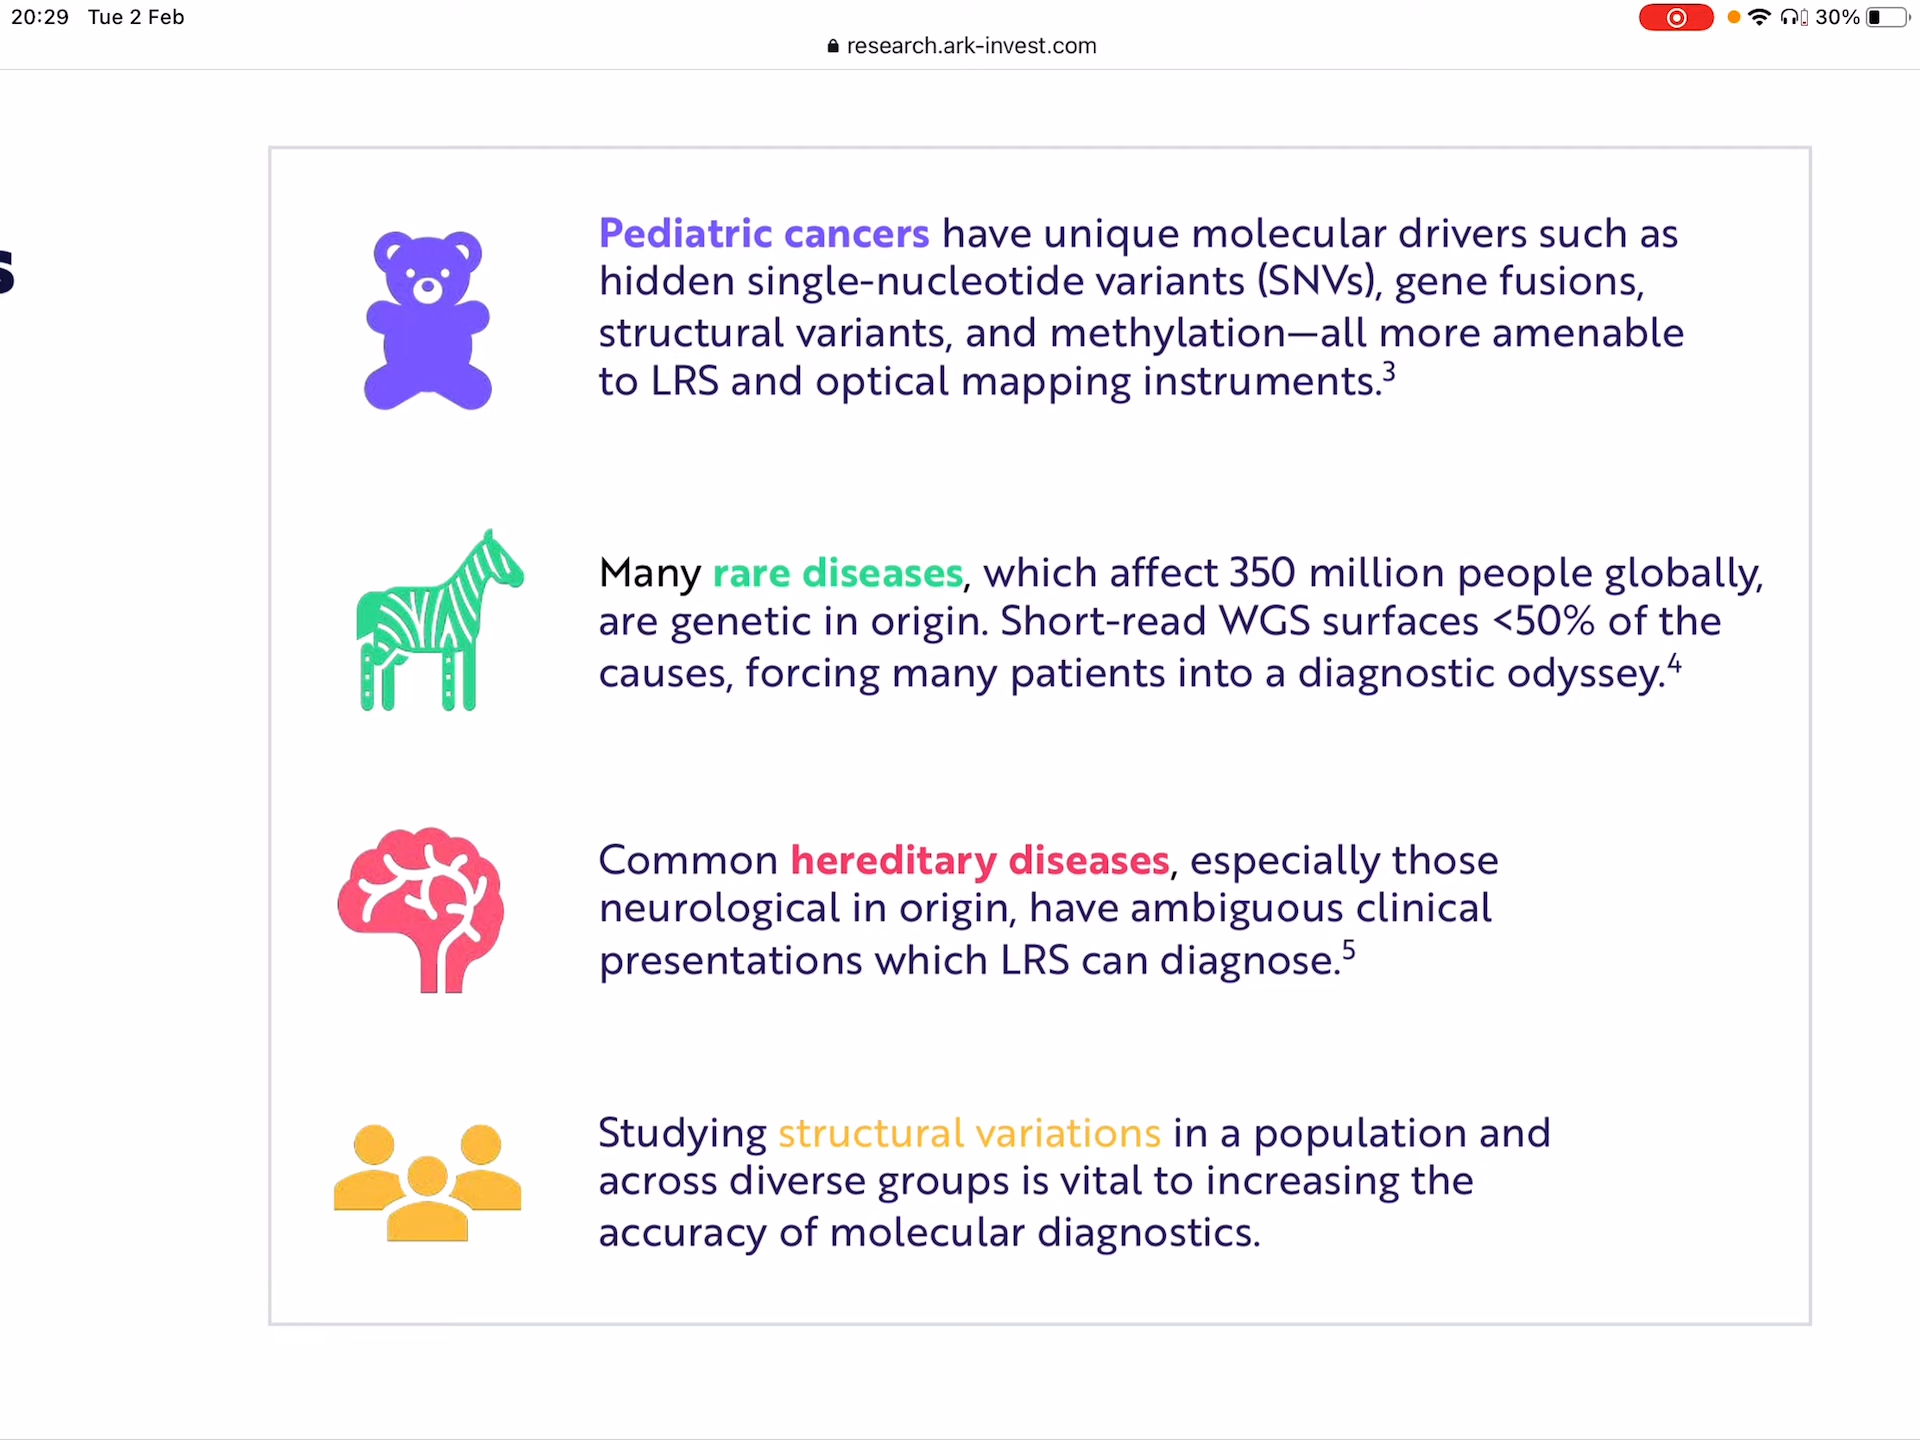 20:29 Tue 2 Feb
30%
research.ark-invest.com
s
Pediatric cancers have unique molecular drivers such as
hidden single-nucleotide variants (SNVs), gene fusions,
structural variants, and methylation—all more amenable
to LRS and optical mapping instruments.³
Many rare diseases, which affect 350 million people globally,
are genetic in origin. Short-read WGS surfaces <50% of the
causes, forcing many patients into a diagnostic odyssey.⁴
Common hereditary diseases, especially those
neurological in origin, have ambiguous clinical
presentations which LRS can diagnose.⁵
Studying structural variations in a population and
across diverse groups is vital to increasing the
accuracy of molecular diagnostics.